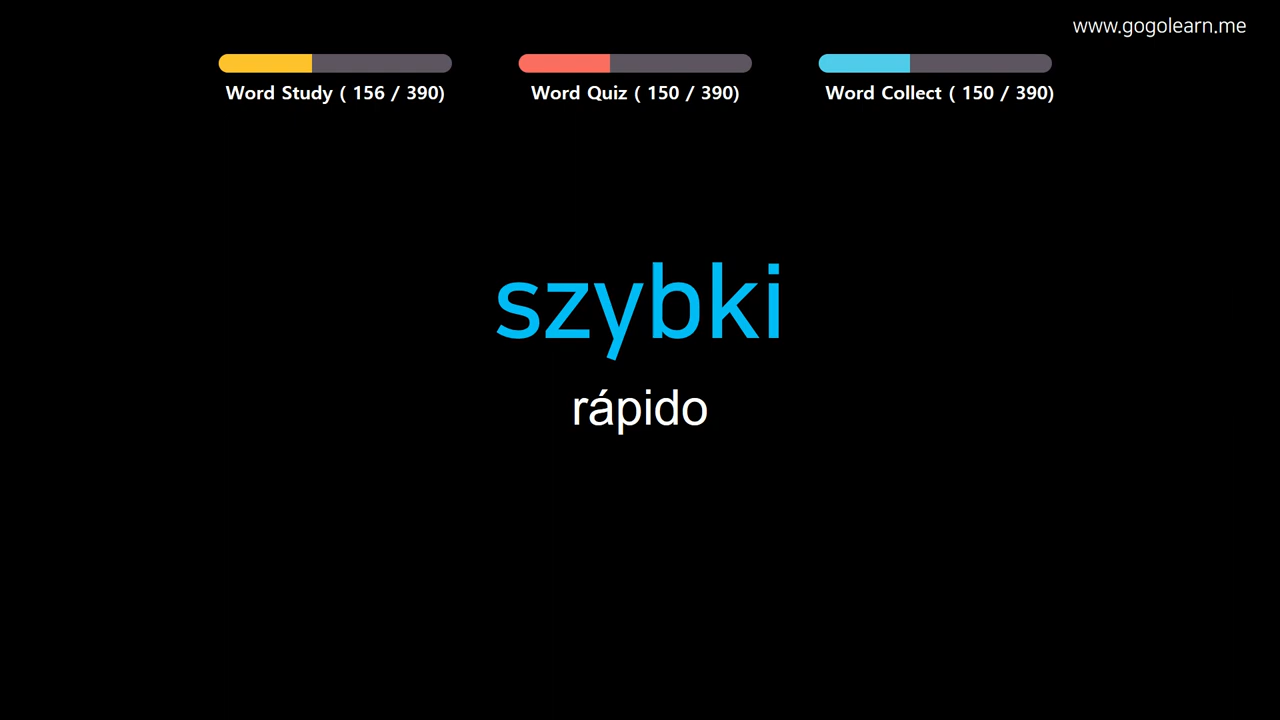 www.gogolearn.me
Word Study ( 156 / 390)
Word Quiz ( 150 / 390)
Word Collect ( 150 / 390)
szybki
rápido